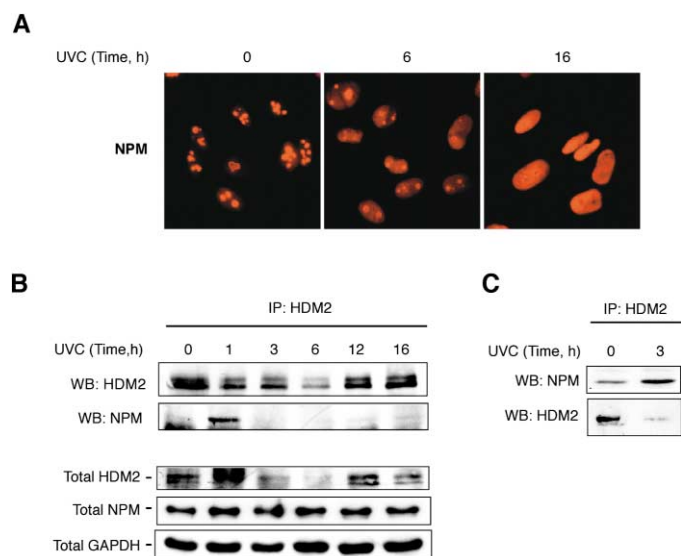 A
UVC (Time, h) 0 6 16
NPM
B
IP: HDM2
UVC (Time,h) 0 1 3 6 12 16
WB: HDM2
WB: NPM
Total HDM2 -
Total NPM -
Total GAPDH -
C
IP: HDM2
UVC (Time, h) 0 3
WB: NPM
WB: HDM2